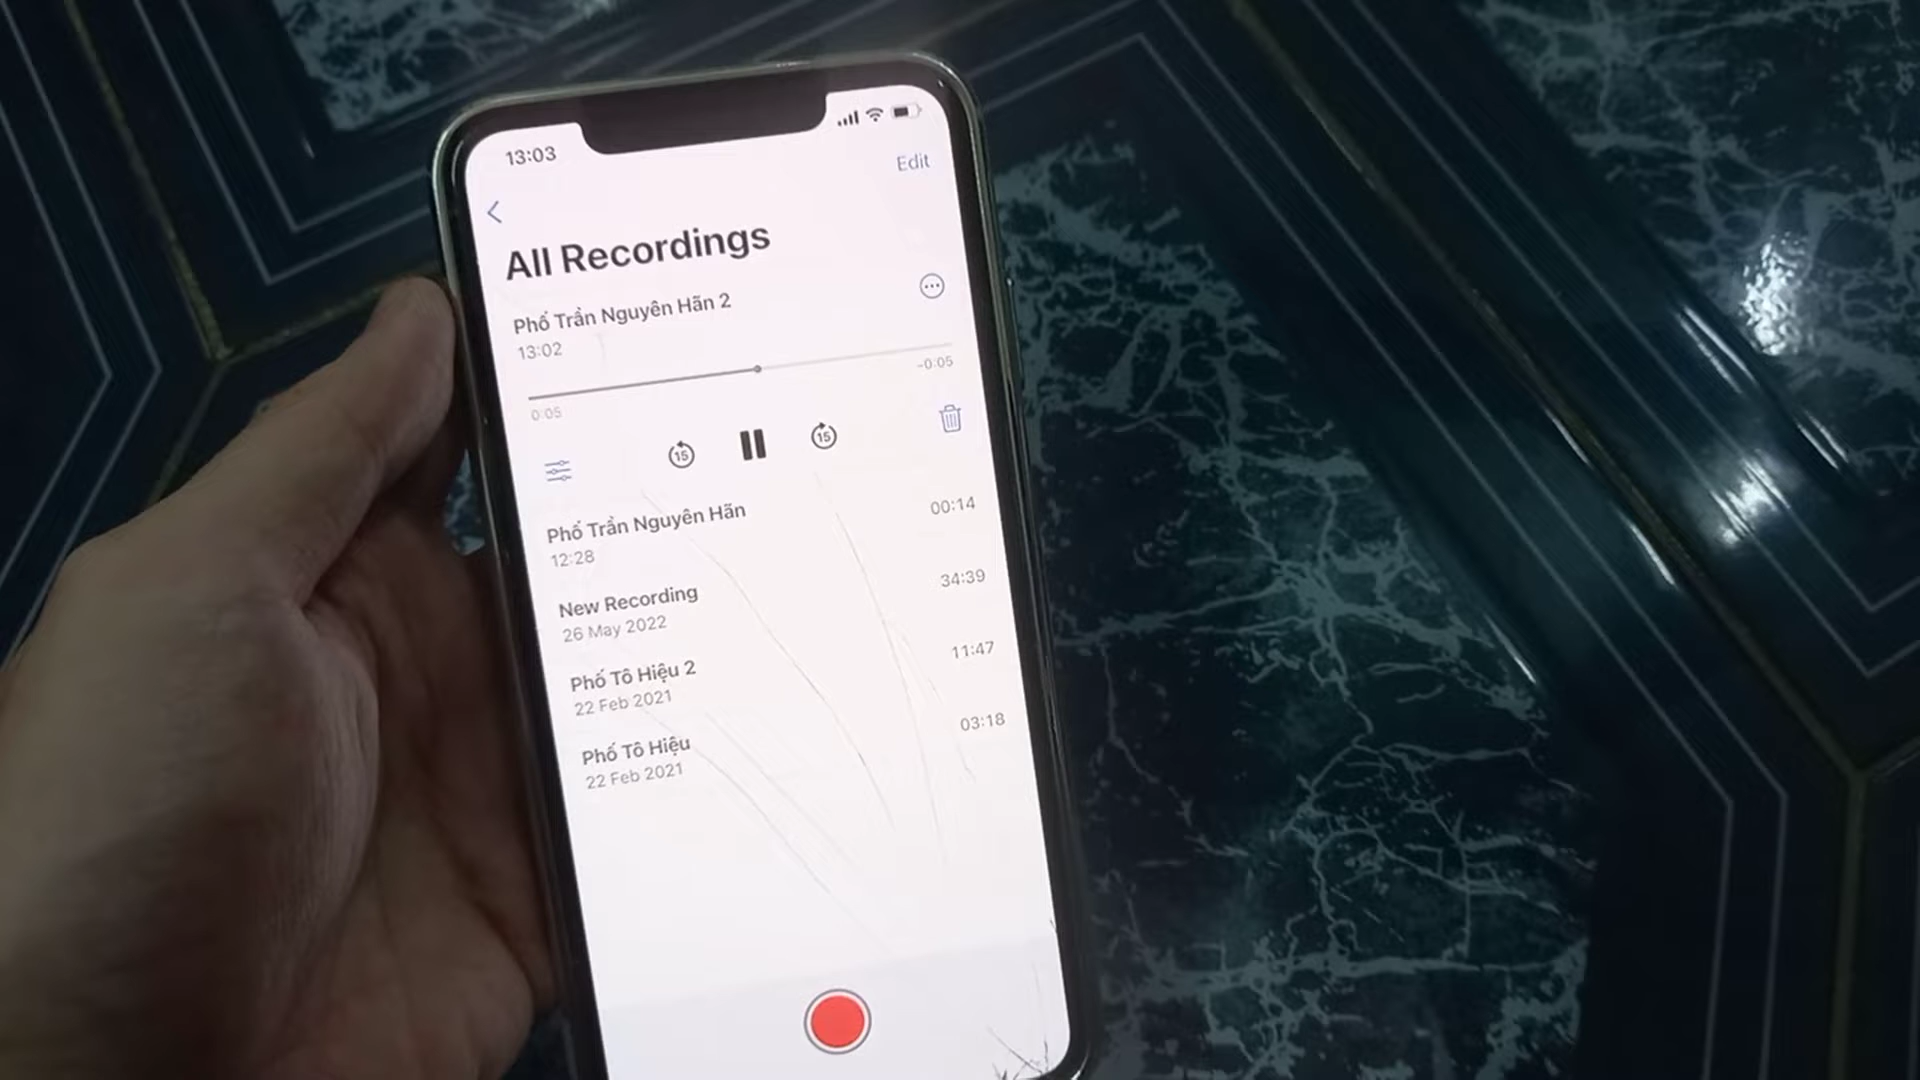 13:03
Edit
All Recordings
Phố Trần Nguyên Hãn 2
13:02
0:05
-0:05
15
15
Phố Trần Nguyên Hãn
12:28
00:14
New Recording
26 May 2022
34:39
Phố Tô Hiệu 2
22 Feb 2021
11:47
Phố Tô Hiệu
22 Feb 2021
03:18